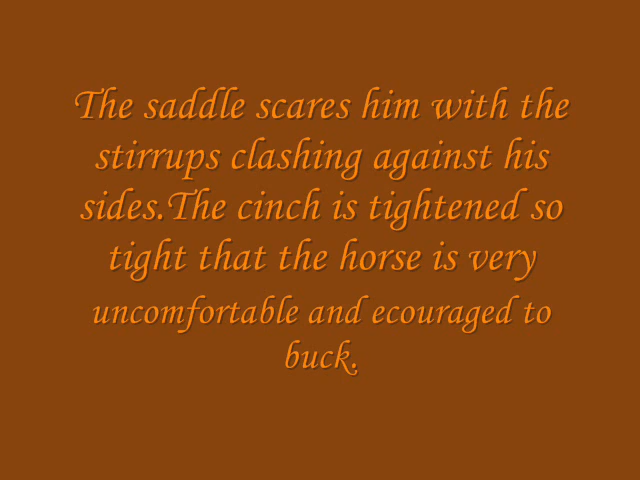 The saddle scares him with the
stirrups clashing against his
sides.The cinch is tightened so
tight that the horse is very
uncomfortable and ecouraged to
buck.